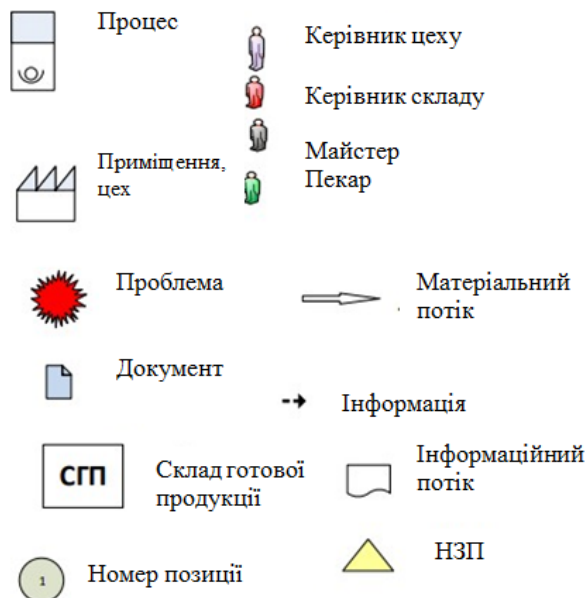 Процес
Керівник цеху
Керівник складу
Майстер
Пекар
Приміщення,
цех
Проблема
Матеріальний
потік
Документ
Інформація
СГП
Склад готової
продукції
Інформаційний
потік
1
Номер позиції
НЗП